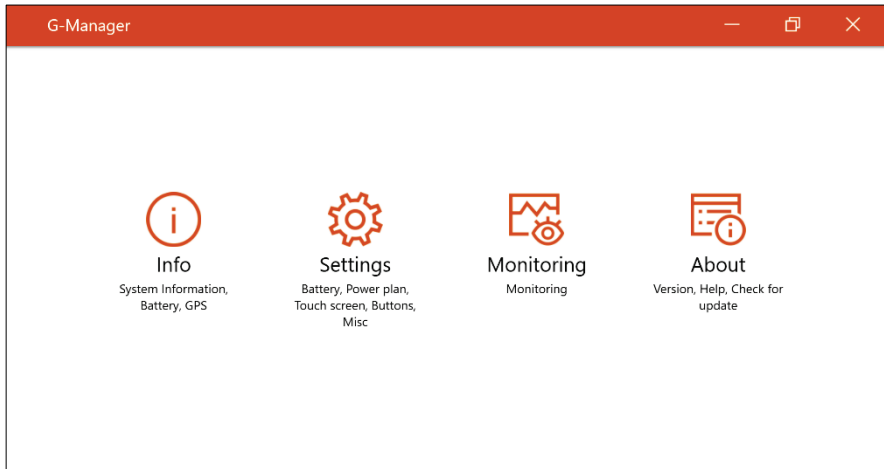 G-Manager
Info
System Information,
Battery, GPS
Settings
Battery, Power plan,
Touch screen, Buttons,
Misc
Monitoring
Monitoring
About
Version, Help, Check for
update